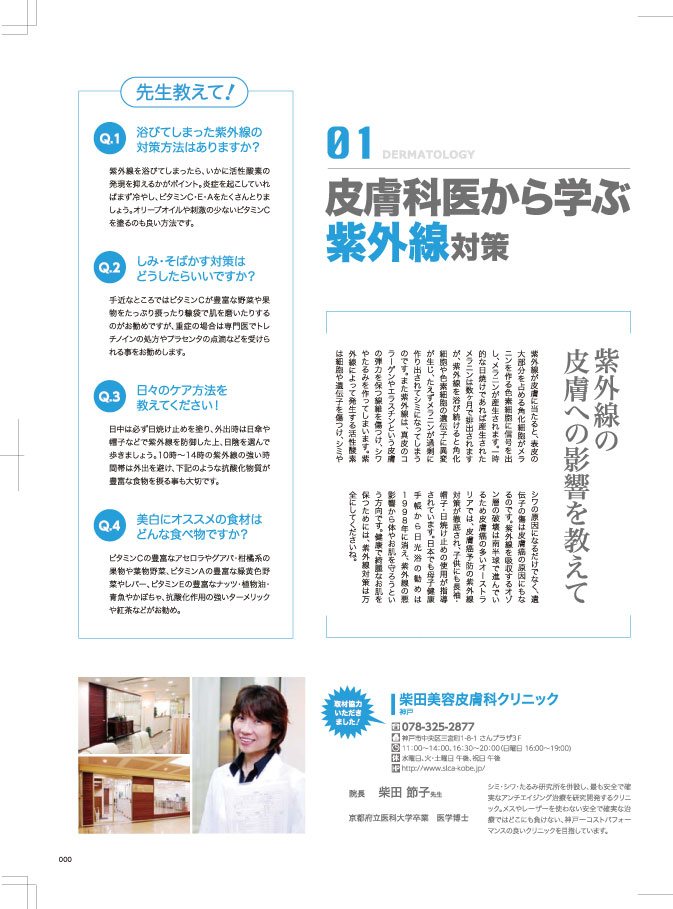 先生教えて！
Q.1
浴びてしまった紫外線の
対策方法はありますか？
紫外線を浴びてしまったら、いかに活性酸素の
発現を抑えるかがポイント。炎症を起こしていれ
ばまず冷やし、ビタミンC・E・Aをたくさんとりま
しょう。オリーブオイルや刺激の少ないビタミンC
を塗るのも良い方法です。
Q.2
しみ・そばかす対策は
どうしたらいいですか？
手近なところではビタミンCが豊富な野菜や果
物をたっぷり摂ったり糠袋で肌を磨いたりする
のがお勧めですが、重症の場合は専門医でトレ
チノインの処方やプラセンタの点滴などを受けら
れる事をお勧めします。
Q.3
日々のケア方法を
教えてください！
日中は必ず日焼け止めを塗り、外出時は日傘や
帽子などで紫外線を防御した上、日陰を選んで
歩きましょう。10時〜14時の紫外線の強い時
間帯は外出を避け、下記のような抗酸化物質が
豊富な食物を摂る事も大切です。
Q.4
美白にオススメの食材は
どんな食べ物ですか？
ビタミンCの豊富なアセロラやグアバ・柑橘系の
果物や葉物野菜、ビタミンAの豊富な緑黄色野
菜やレバー、ビタミンEの豊富なナッツ・植物油・
青魚やかぼちゃ、抗酸化作用の強いターメリック
や紅茶などがお勧め。
01
DERMATOLOGY
皮膚科医から学ぶ
紫外線対策
紫外線の
皮膚への影響を教えて
紫外線が皮膚に当たると、表皮の
大部分を占める角化細胞がメラ
ニンを作る色素細胞に信号を出
し、メラニンが産生されます。一時
的な日焼けであれば産生された
メラニンは数ヶ月で排出されます
が、紫外線を浴び続けると角化
細胞や色素細胞の遺伝子に異変
が生じ、たえずメラニンが過剰に
作り出されてシミになってしまう
のです。また紫外線は、真皮のコ
ラーゲンやエラスチンという皮膚
の弾力を保つ線維を傷つけ、シワ
やたるみを作ってしまいます。紫
外線によって発生する活性酸素
は細胞や遺伝子を傷つけ、シミや
シワの原因になるだけでなく、遺
伝子の傷は皮膚癌の原因にもな
るのです。紫外線を吸収するオゾ
ン層の破壊は南半球で進んでい
るため皮膚癌の多いオーストラ
リアでは、皮膚癌予防の紫外線
対策が徹底され、子供にも長袖・
帽子・日焼け止めの使用が指導
されています。日本でも母子健康
手帳から日光浴の勧めは
1998年に消え、紫外線の悪
影響から体やお肌を守ろうとい
う方向です。健康で綺麗なお肌を
保つためには、紫外線対策は万
全にしてくださいね。
取材協力
いただき
ました！
柴田美容皮膚科クリニック
神戸
078-325-2877
神戸市中央区三宮町1-8-1 さんプラザ3F
11:00〜14:00、16:30〜20:00（日曜日 16:00〜19:00）
休 水曜日、火・土曜日 午後、祝日 午後
http://www.slca-kobe.jp/
院長 柴田 節子先生
京都府立医科大学卒業 医学博士
シミ・シワ・たるみ研究所を併設し、最も安全で確
実なアンチエイジング治療を研究開発するクリニ
ック。メスやレーザーを使わない安全で確実な治
療ではどこにも負けない、神戸一コストパフォー
マンスの良いクリニックを目指しています。
000